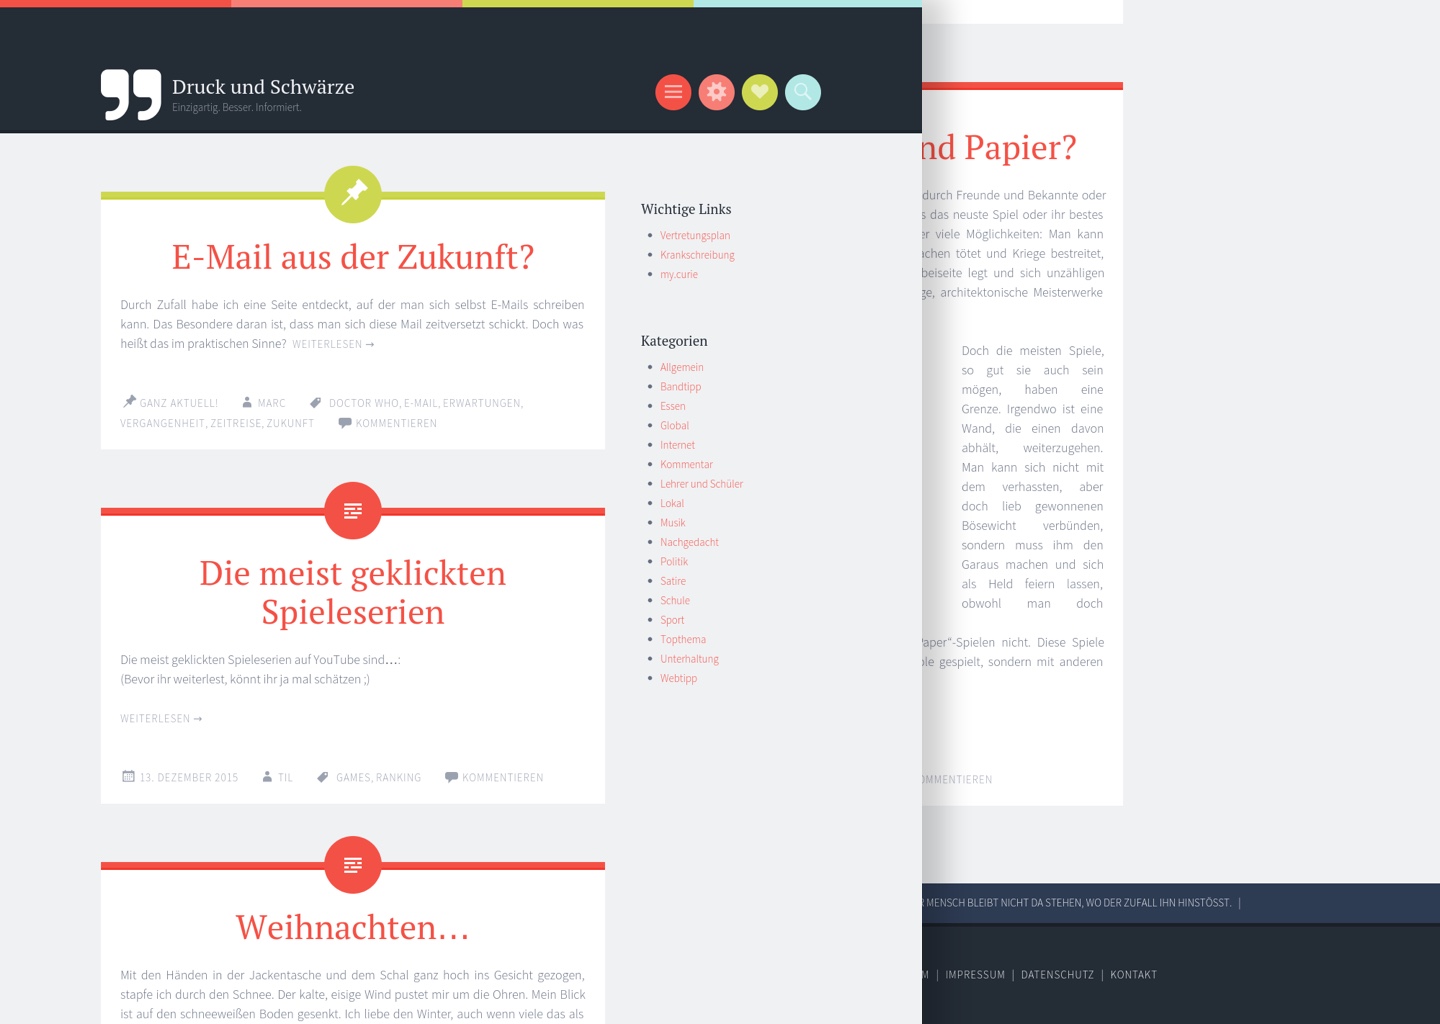 Druck und Schwärze
Einzigartig. Besser. Informiert.
E-Mail aus der Zukunft?
Durch Zufall habe ich eine Seite entdeckt, auf der man sich selbst E-Mails schreiben
kann. Das Besondere daran ist, dass man sich diese Mail zeitversetzt schickt. Doch was
heißt das im praktischen Sinne? WEITERLESEN →
GANZ AKTUELL! MARC DOCTOR WHO, E-MAIL, ERWARTUNGEN,
VERGANGENHEIT, ZEITREISE, ZUKUNFT KOMMENTIEREN
Die meist geklickten
Spieleserien
Die meist geklickten Spieleserien auf YouTube sind…:
(Bevor ihr weiterlest, könnt ihr ja mal schätzen ;)
WEITERLESEN →
13. DEZEMBER 2015 TIL GAMES, RANKING KOMMENTIEREN
Weihnachten…
Mit den Händen in der Jackentasche und dem Schal ganz hoch ins Gesicht gezogen,
stapfe ich durch den Schnee. Der kalte, eisige Wind pustet mir um die Ohren. Mein Blick
ist auf den schneeweißen Boden gesenkt. Ich liebe den Winter, auch wenn viele das als
Wichtige Links
Vertretungsplan
Krankschreibung
my.curie
Kategorien
Allgemein
Bandtipp
Essen
Global
Internet
Kommentar
Lehrer und Schüler
Lokal
Musik
Nachgedacht
Politik
Satire
Schule
Sport
Topthema
Unterhaltung
Webtipp
nd Papier?
durch Freunde und Bekannte oder
s das neuste Spiel oder ihr bestes
er viele Möglichkeiten: Man kann
achen tötet und Kriege bestreitet,
beiseite legt und sich unzähligen
ge, architektonische Meisterwerke
Doch die meisten Spiele,
so gut sie auch sein
mögen, haben eine
Grenze. Irgendwo ist eine
Wand, die einen davon
abhält, weiterzugehen.
Man kann sich nicht mit
dem verhassten, aber
doch lieb gewonnenen
Bösewicht verbünden,
sondern muss ihm den
Garaus machen und sich
als Held feiern lassen,
obwohl man doch
Paper“-Spielen nicht. Diese Spiele
ole gespielt, sondern mit anderen
OMMENTIEREN
R MENSCH BLEIBT NICHT DA STEHEN, WO DER ZUFALL IHN HINSTÖSST. |
M | IMPRESSUM | DATENSCHUTZ | KONTAKT